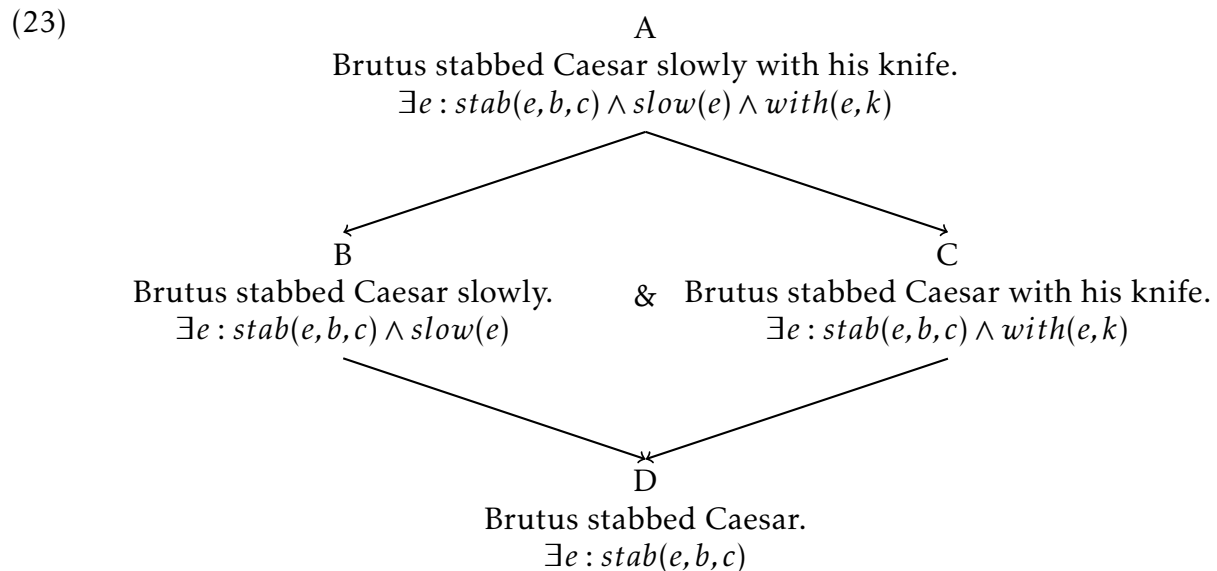 (23)
A
Brutus stabbed Caesar slowly with his knife.
∃e : stab(e, b, c) ∧ slow(e) ∧ with(e, k)
B
C
Brutus stabbed Caesar slowly. & Brutus stabbed Caesar with his knife.
∃e : stab(e, b, c) ∧ slow(e)
∃e : stab(e, b, c) ∧ with(e, k)
D
Brutus stabbed Caesar.
∃e : stab(e, b, c)